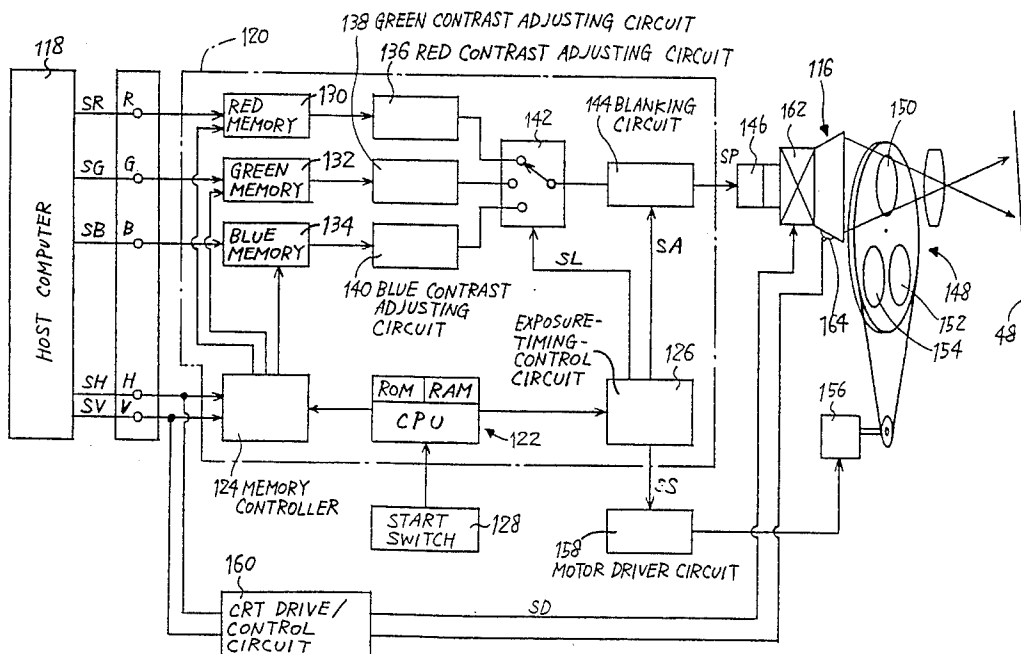 138 GREEN CONTRAST ADJUSTING CIRCUIT
120
136 RED CONTRAST ADJUSTING CIRCUIT
118
HOST COMPUTER
SR
R
SG
G
SB
B
SH
H
SV
V
RED
MEMORY
130
GREEN
MEMORY
132
BLUE
MEMORY
134
140 BLUE CONTRAST
ADJUSTING
CIRCUIT
142
144 BLANKING
CIRCUIT
SP
146
162
116
150
SL
SA
EXPOSURE-
TIMING-
CONTROL
CIRCUIT
126
164
148
152
154
48
156
ROM
RAM
CPU
122
124 MEMORY
CONTROLLER
START
SWITCH
128
SS
158
MOTOR DRIVER CIRCUIT
160
CRT DRIVE/
CONTROL
CIRCUIT
SD